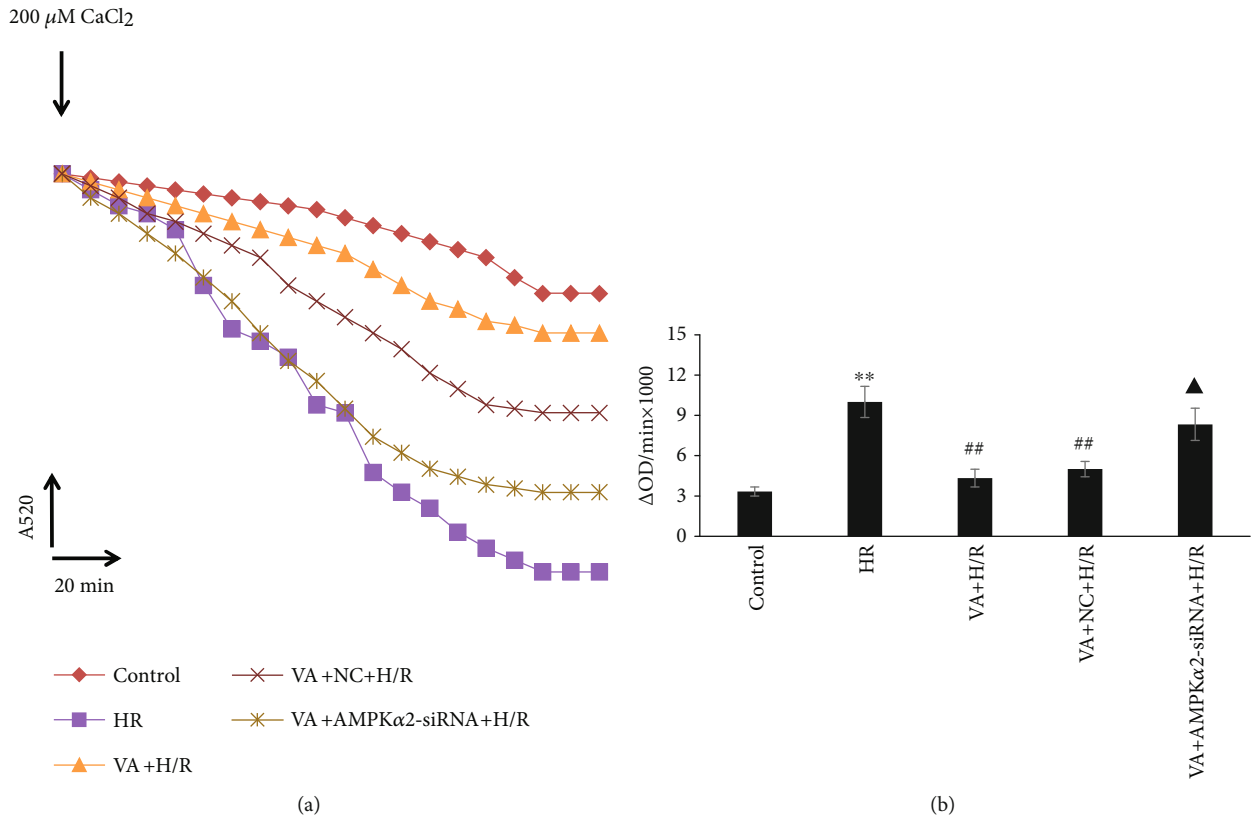 200 μM CaCl2
A520
20 min
Control
HR
VA+H/R
VA+NC+H/R
VA+AMPKα2-siRNA+H/R
(a)
ΔOD/min×1000
15
12
9
6
3
0
**
##
##
▲
Control
HR
VA+H/R
VA+NC+H/R
VA+AMPKα2-siRNA+H/R
(b)